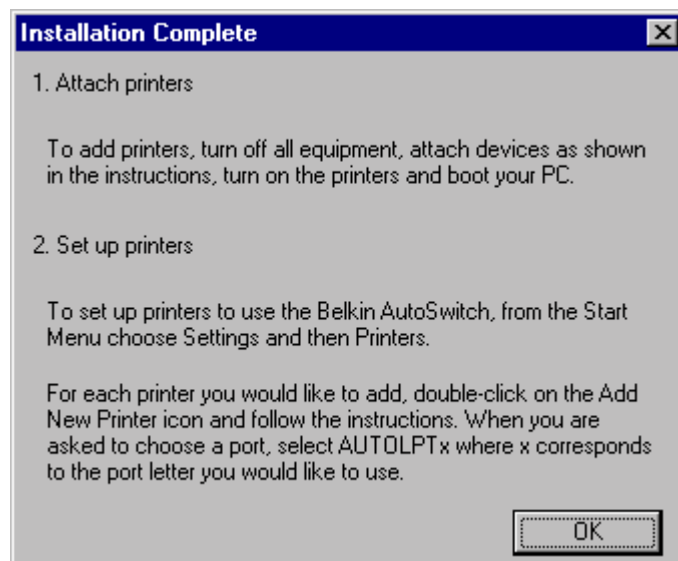 Installation Complete
1. Attach printers
To add printers, turn off all equipment, attach devices as shown
in the instructions, turn on the printers and boot your PC.
2. Set up printers
To set up printers to use the Belkin AutoSwitch, from the Start
Menu choose Settings and then Printers.
For each printer you would like to add, double-click on the Add
New Printer icon and follow the instructions. When you are
asked to choose a port, select AUTOLPTx where x corresponds
to the port letter you would like to use.
OK